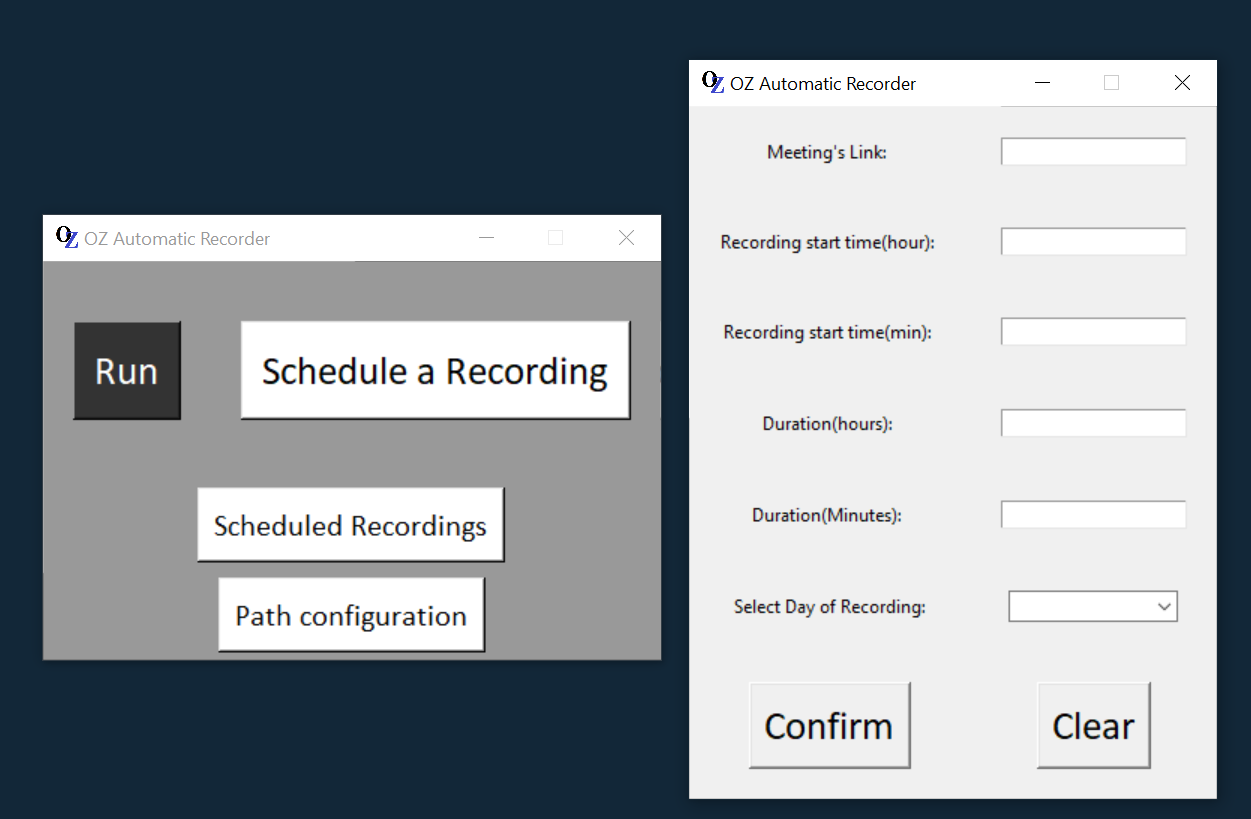 OZ OZ Automatic Recorder
Run
Schedule a Recording
Scheduled Recordings
Path configuration
OZ OZ Automatic Recorder
Meeting's Link:
Recording start time(hour):
Recording start time(min):
Duration(hours):
Duration(Minutes):
Select Day of Recording:
Confirm
Clear